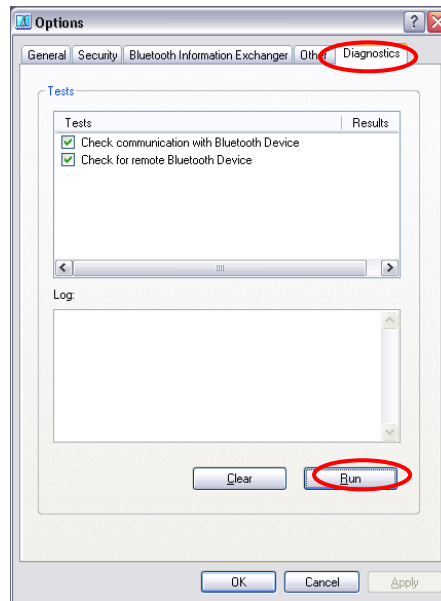 Options
General Security Bluetooth Information Exchanger Other Diagnostics
Tests
Tests Results
Check communication with Bluetooth Device
Check for remote Bluetooth Device
Log:
Clear Run
OK Cancel Apply